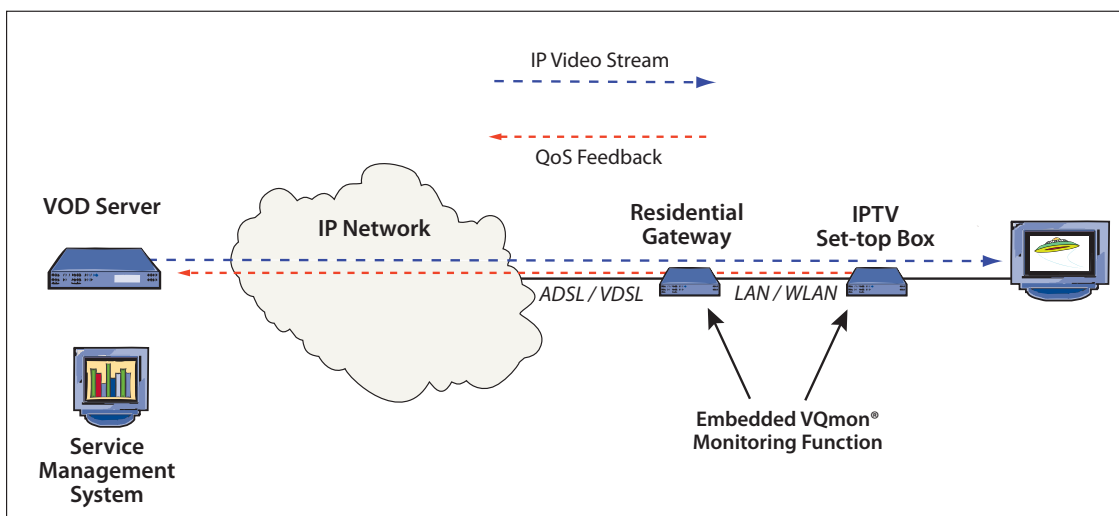 IP Video Stream
QoS Feedback
VOD Server
IP Network
Residential
Gateway
IPTV
Set-top Box
ADSL / VDSL
LAN / WLAN
Embedded VQmon®
Monitoring Function
Service
Management
System